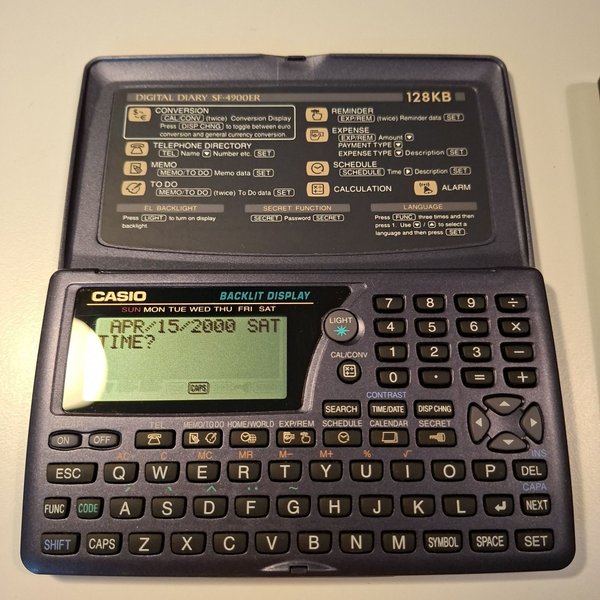 DIGITAL DIARY SF-4900ER 128KB
CONVERSION
CAL/CONV (twice) Conversion Display
Press DISP CHNG to toggle between euro
conversion and general currency conversion.
TELEPHONE DIRECTORY
TEL Name Number etc. SET
MEMO
MEMO/TO DO Memo data SET
TO DO
MEMO/TO DO (twice) To Do data SET
REMINDER
EXP/REM (twice) Reminder data SET
EXPENSE
EXP/REM Amount
PAYMENT TYPE
EXPENSE TYPE Description SET
SCHEDULE
SCHEDULE Time Description SET
CALCULATION ALARM
EL BACKLIGHT
Press LIGHT to turn on display
backlight.
SECRET FUNCTION
SECRET Password SECRET
LANGUAGE
Press FUNC three times and then
press 1. Use ▼ / ▲ to select a
language and then press SET.
CASIO BACKLIT DISPLAY
SUN MON TUE WED THU FRI SAT
APR/15/2000 SAT
TIME?
CAPS
LIGHT
CAL/CONV
7 8 9 ÷
4 5 6 ×
1 2 3 −
0 · = +
CONTRAST
SEARCH TIME/DATE DISP CHNG
TEL MEMO/TO DO HOME/WORLD EXP/REM SCHEDULE CALENDAR SECRET
ON OFF
AC C MC MR M− M+ % √ INS
ESC Q W E R T Y U I O P DEL
CAPA
FUNC CODE A S D F G H J K L NEXT
SHIFT CAPS Z X C V B N M SYMBOL SPACE SET